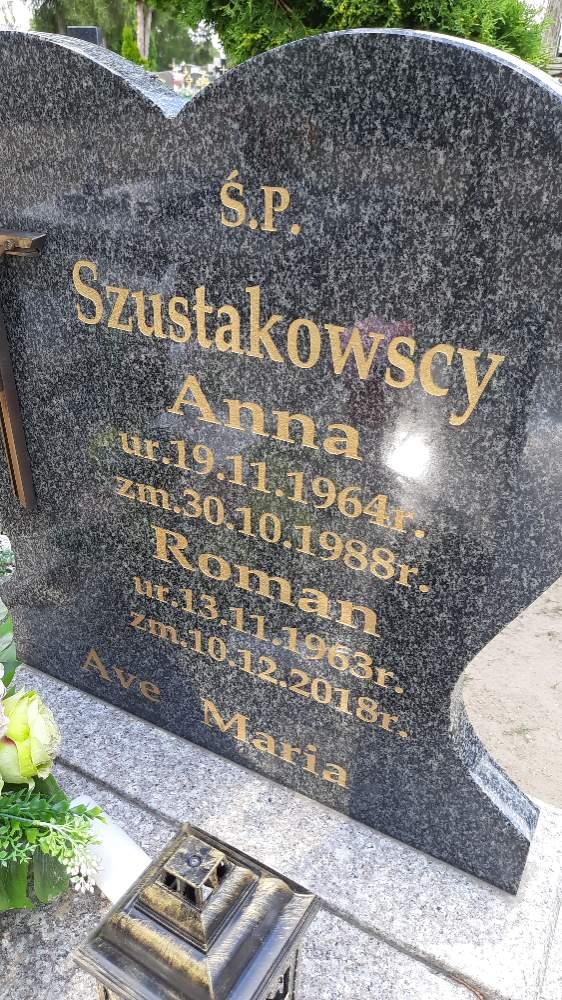 Ś.P.
Szustakowscy
Anna
ur.19.11.1964r.
zm.30.10.1988r.
Roman
ur.13.11.1963r.
zm.10.12.2018r.
Ave Maria